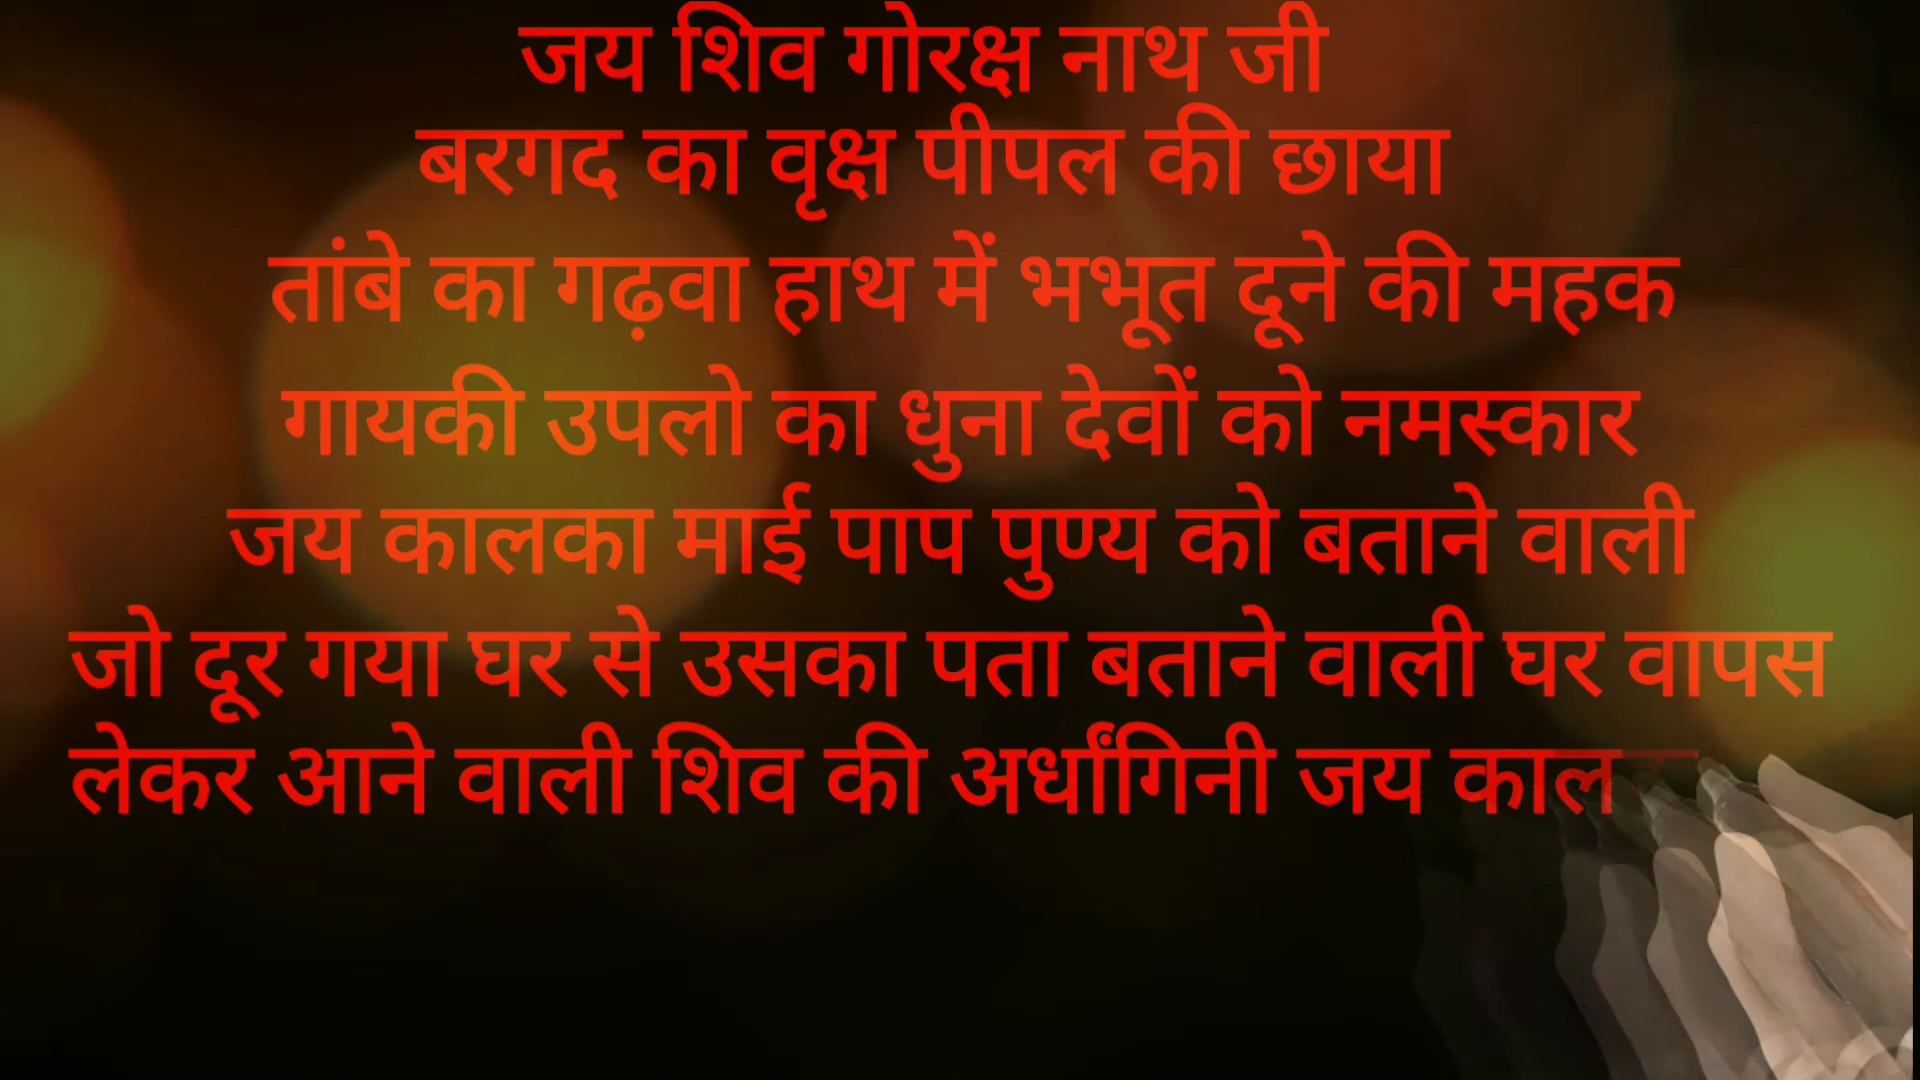 जय शिव गोरक्ष नाथ जी
बरगद का वृक्ष पीपल की छाया
तांबे का गढ़वा हाथ में भभूत दूने की महक
गायकी उपलो का धुना देवों को नमस्कार
जय कालका माई पाप पुण्य को बताने वाली
जो दूर गया घर से उसका पता बताने वाली घर वापस
लेकर आने वाली शिव की अर्धांगिनी जय काल